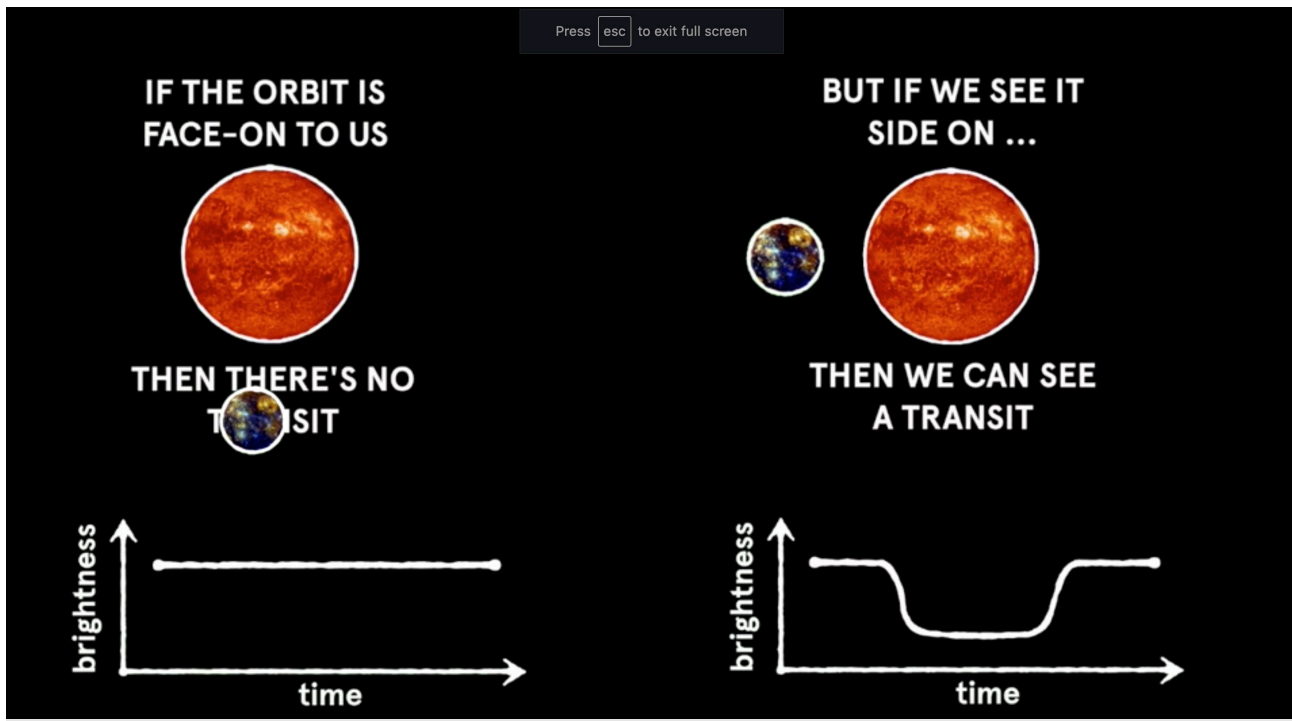 Press esc to exit full screen
IF THE ORBIT IS
FACE-ON TO US
THEN THERE'S NO
T ISIT
brightness
time
BUT IF WE SEE IT
SIDE ON ...
THEN WE CAN SEE
A TRANSIT
brightness
time